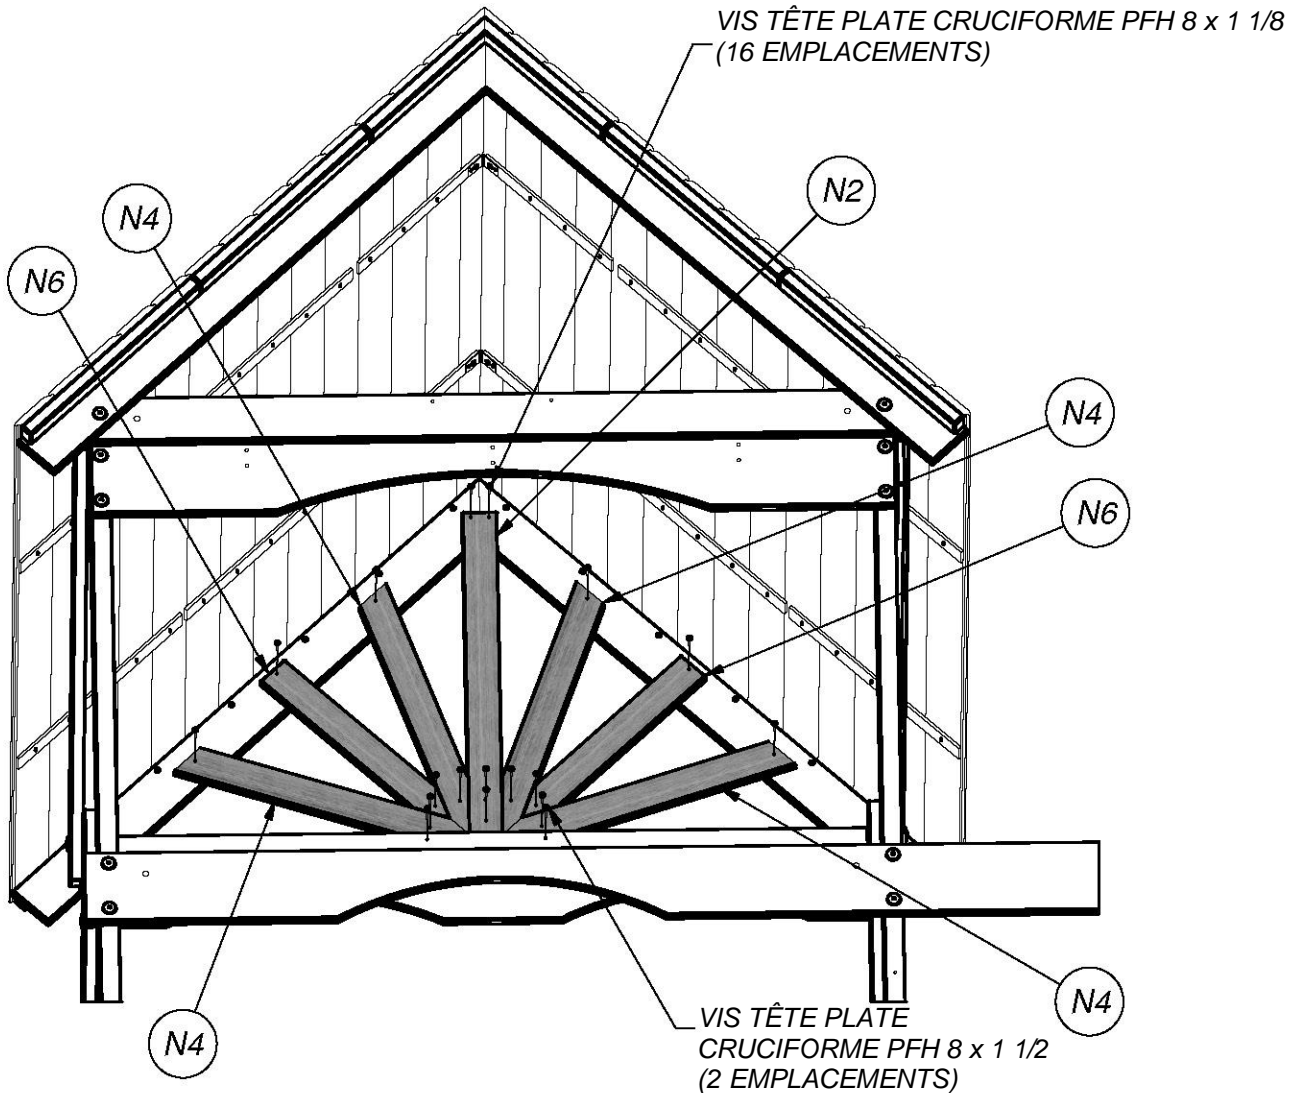 VIS TÊTE PLATE CRUCIFORME PFH 8 x 1 1/8
(16 EMPLACEMENTS)
N2
N4
N6
N4
N6
N4
N4
VIS TÊTE PLATE
CRUCIFORME PFH 8 x 1 1/2
(2 EMPLACEMENTS)